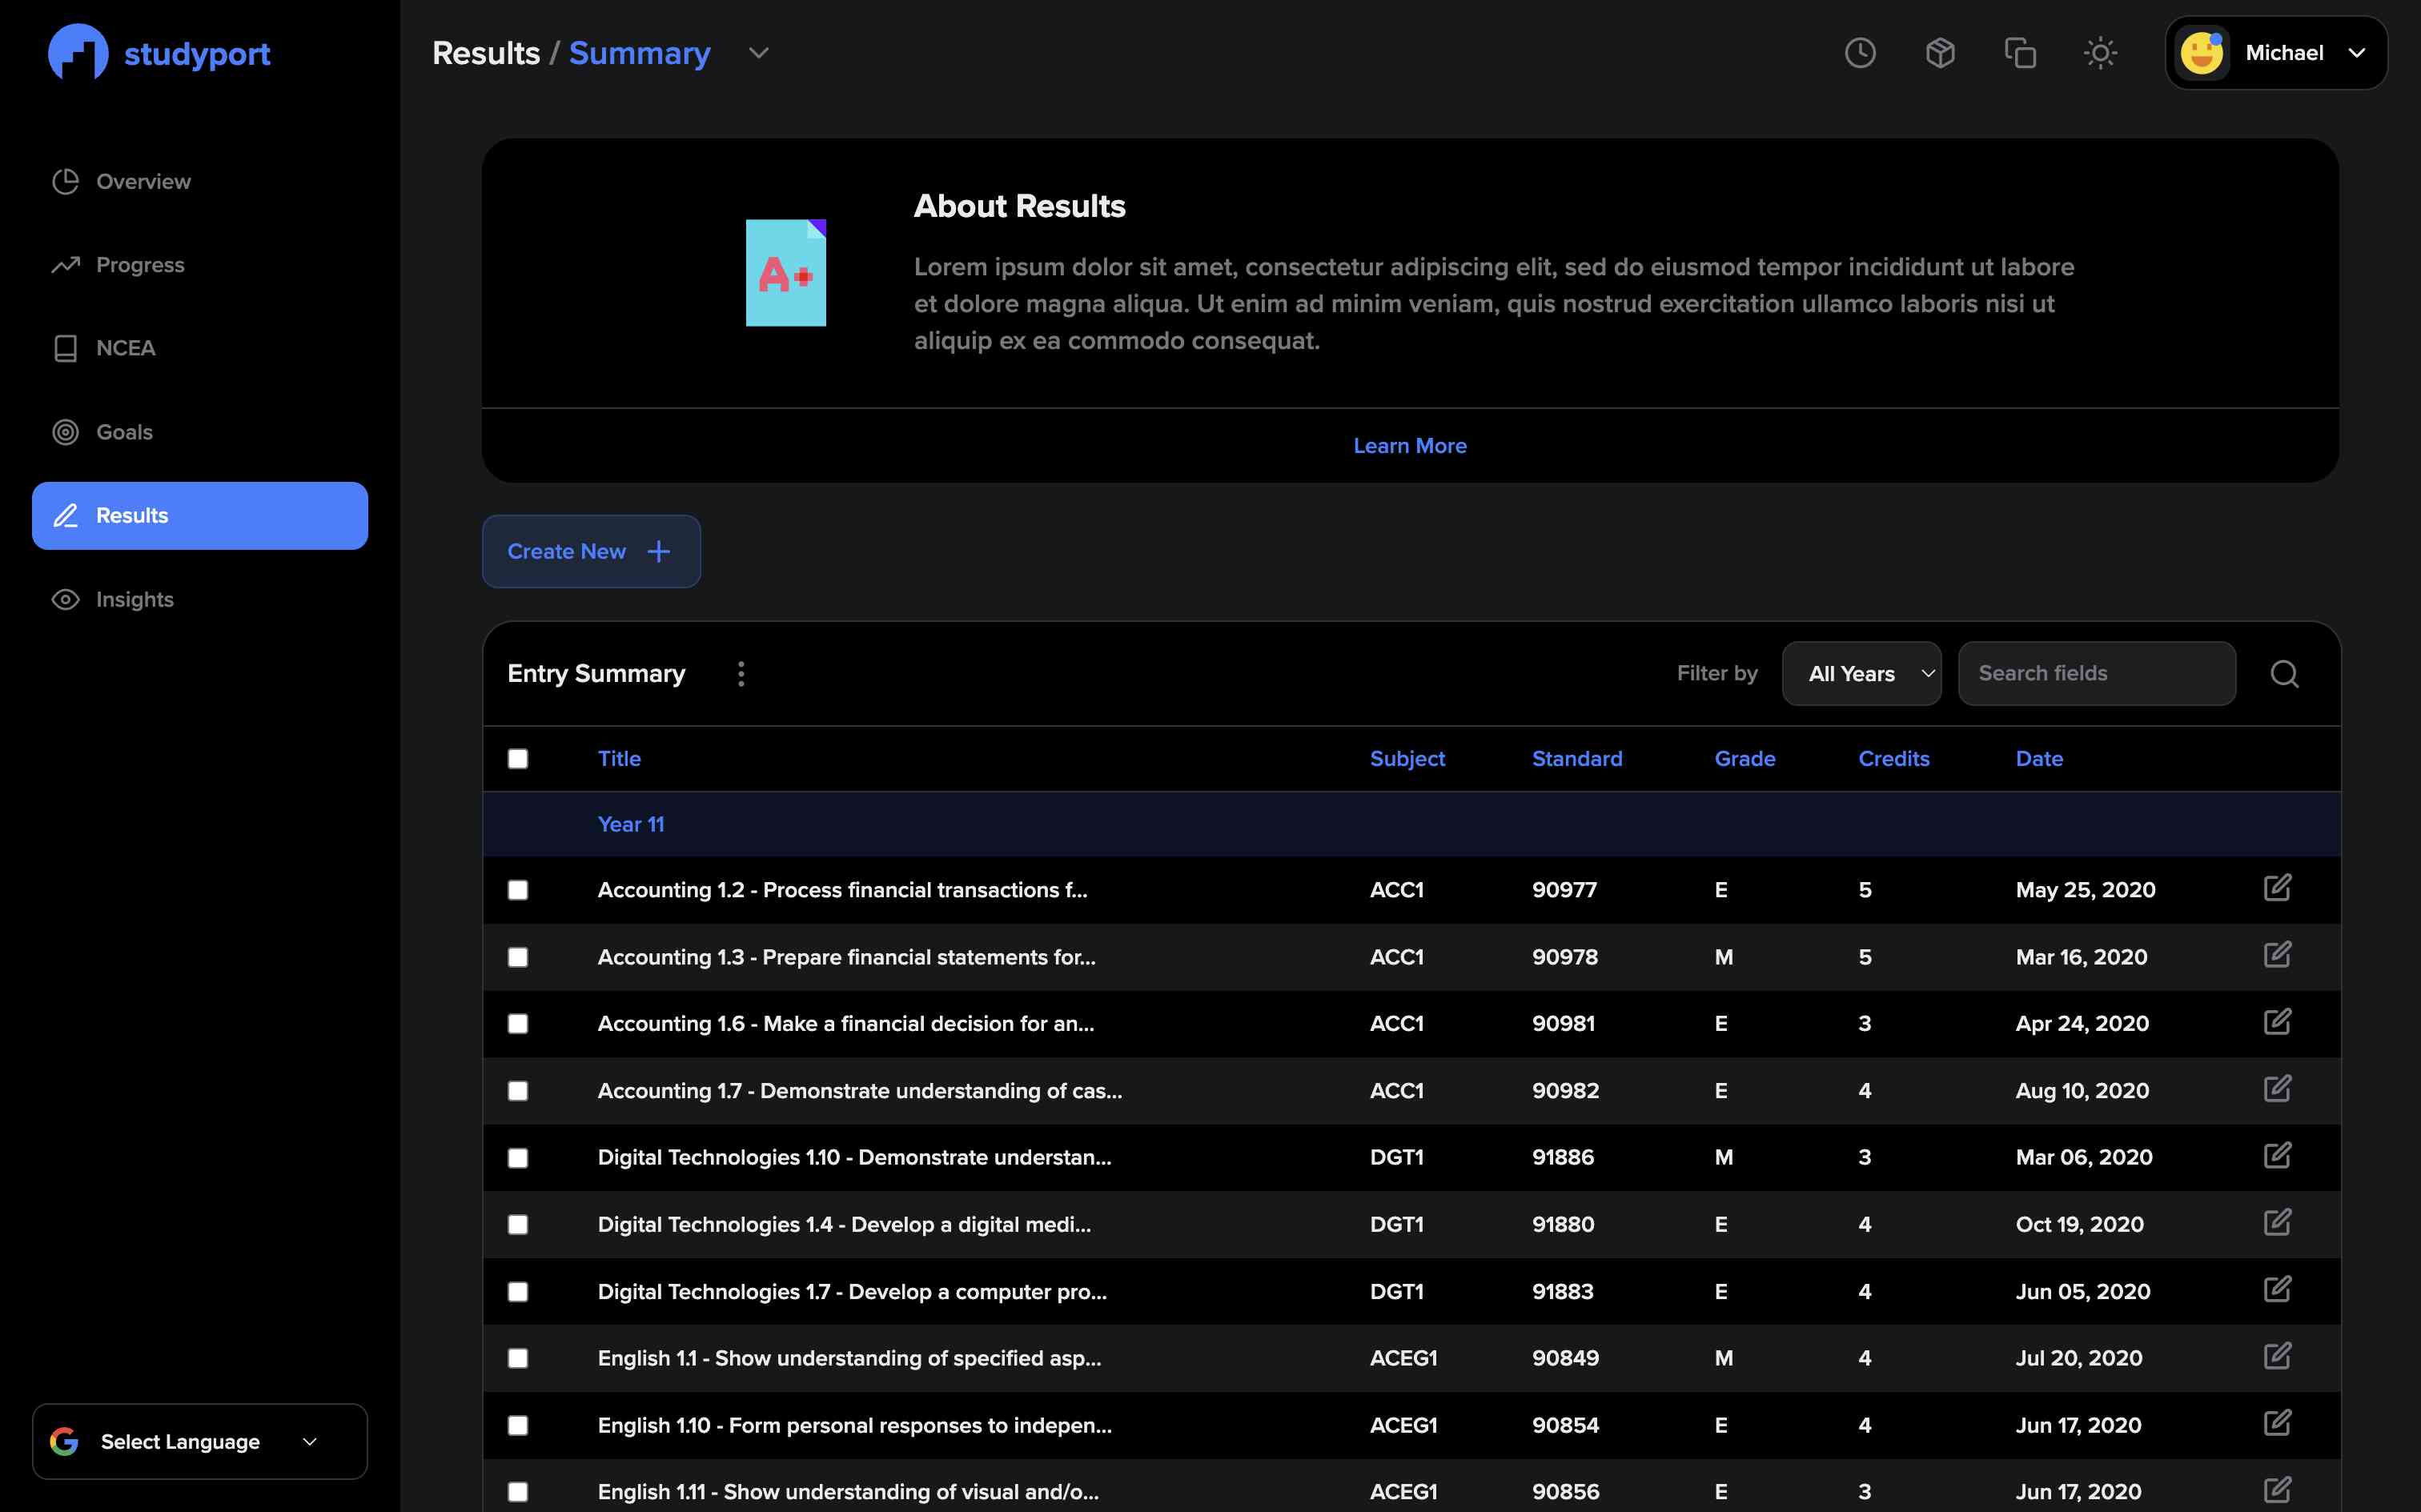 studyport
Results / Summary
Michael
Overview
Progress
NCEA
Goals
Results
Insights
Select Language
A+
About Results
Lorem ipsum dolor sit amet, consectetur adipiscing elit, sed do eiusmod tempor incididunt ut labore
et dolore magna aliqua. Ut enim ad minim veniam, quis nostrud exercitation ullamco laboris nisi ut
aliquip ex ea commodo consequat.
Learn More
Create New
Entry Summary Filter by All Years Search fields
Title Subject Standard Grade Credits Date
Year 11
Accounting 1.2 - Process financial transactions f... ACC1 90977 E 5 May 25, 2020
Accounting 1.3 - Prepare financial statements for... ACC1 90978 M 5 Mar 16, 2020
Accounting 1.6 - Make a financial decision for an... ACC1 90981 E 3 Apr 24, 2020
Accounting 1.7 - Demonstrate understanding of cas... ACC1 90982 E 4 Aug 10, 2020
Digital Technologies 1.10 - Demonstrate understan... DGT1 91886 M 3 Mar 06, 2020
Digital Technologies 1.4 - Develop a digital medi... DGT1 91880 E 4 Oct 19, 2020
Digital Technologies 1.7 - Develop a computer pro... DGT1 91883 E 4 Jun 05, 2020
English 1.1 - Show understanding of specified asp... ACEG1 90849 M 4 Jul 20, 2020
English 1.10 - Form personal responses to indepen... ACEG1 90854 E 4 Jun 17, 2020
English 1.11 - Show understanding of visual and/o... ACEG1 90856 E 3 Jun 17, 2020